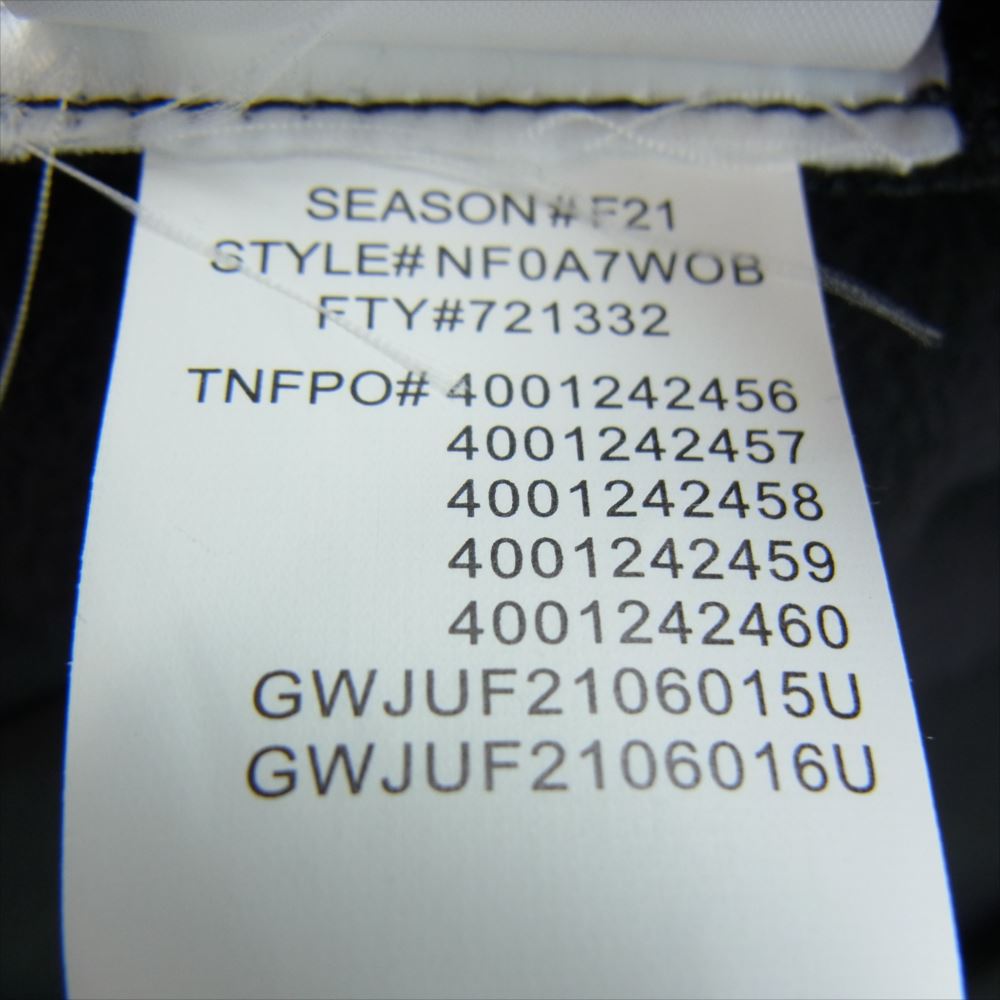 SEASON # F21
STYLE# NF0A7WOB
FTY#721332
TNFPO# 4001242456
4001242457
4001242458
4001242459
4001242460
GWJUF2106015U
GWJUF2106016U